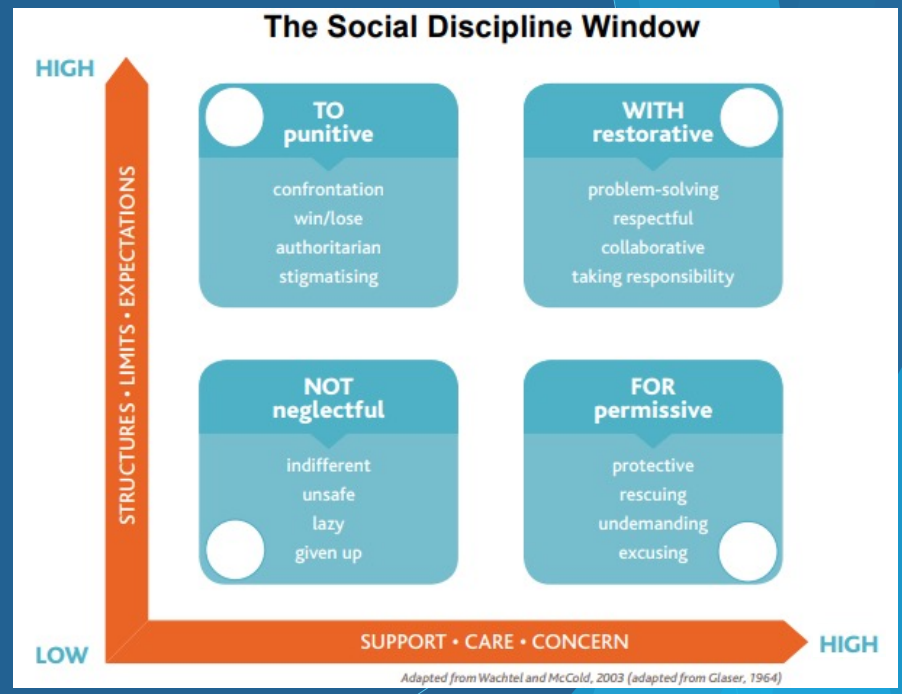 The Social Discipline Window
HIGH
STRUCTURES • LIMITS • EXPECTATIONS
TO
punitive
confrontation
win/lose
authoritarian
stigmatising
WITH
restorative
problem-solving
respectful
collaborative
taking responsibility
NOT
neglectful
indifferent
unsafe
lazy
given up
FOR
permissive
protective
rescuing
undemanding
excusing
LOW
SUPPORT • CARE • CONCERN
HIGH
Adapted from Wachtel and McCold, 2003 (adapted from Glaser, 1964)